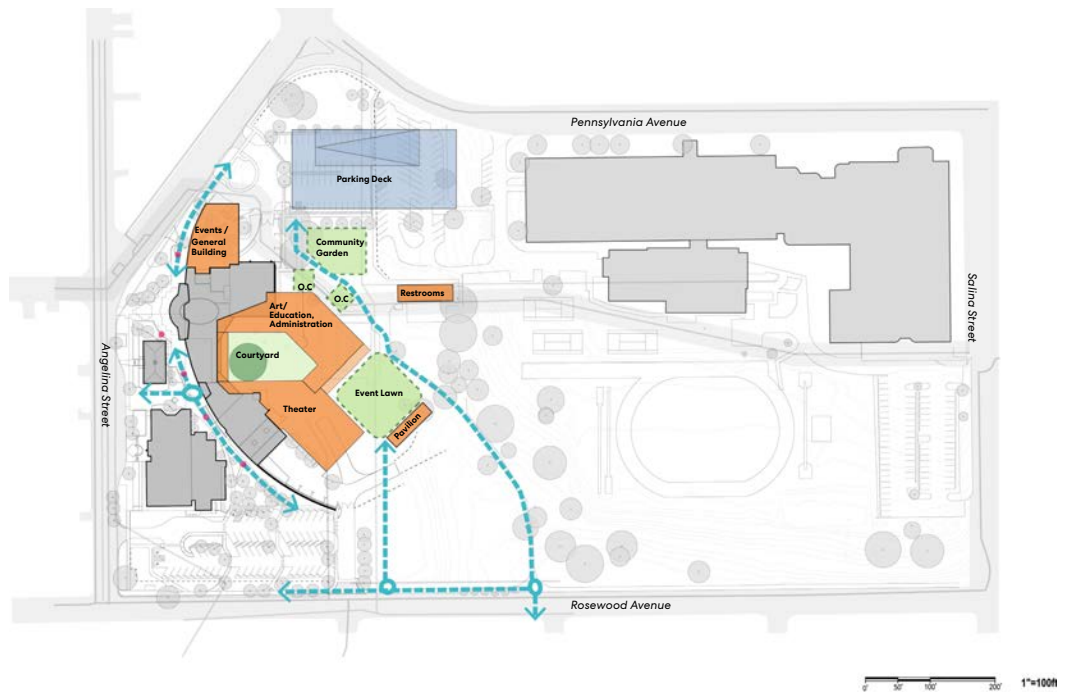 Pennsylvania Avenue
Parking Deck
Events /
General
Building
Community
Garden
O.C
O.C
Restrooms
Art/
Education,
Administration
Salina Street
Angelina Street
Courtyard
Event Lawn
Theater
Pavilion
Rosewood Avenue
0' 50' 100' 200' 1"=100ft